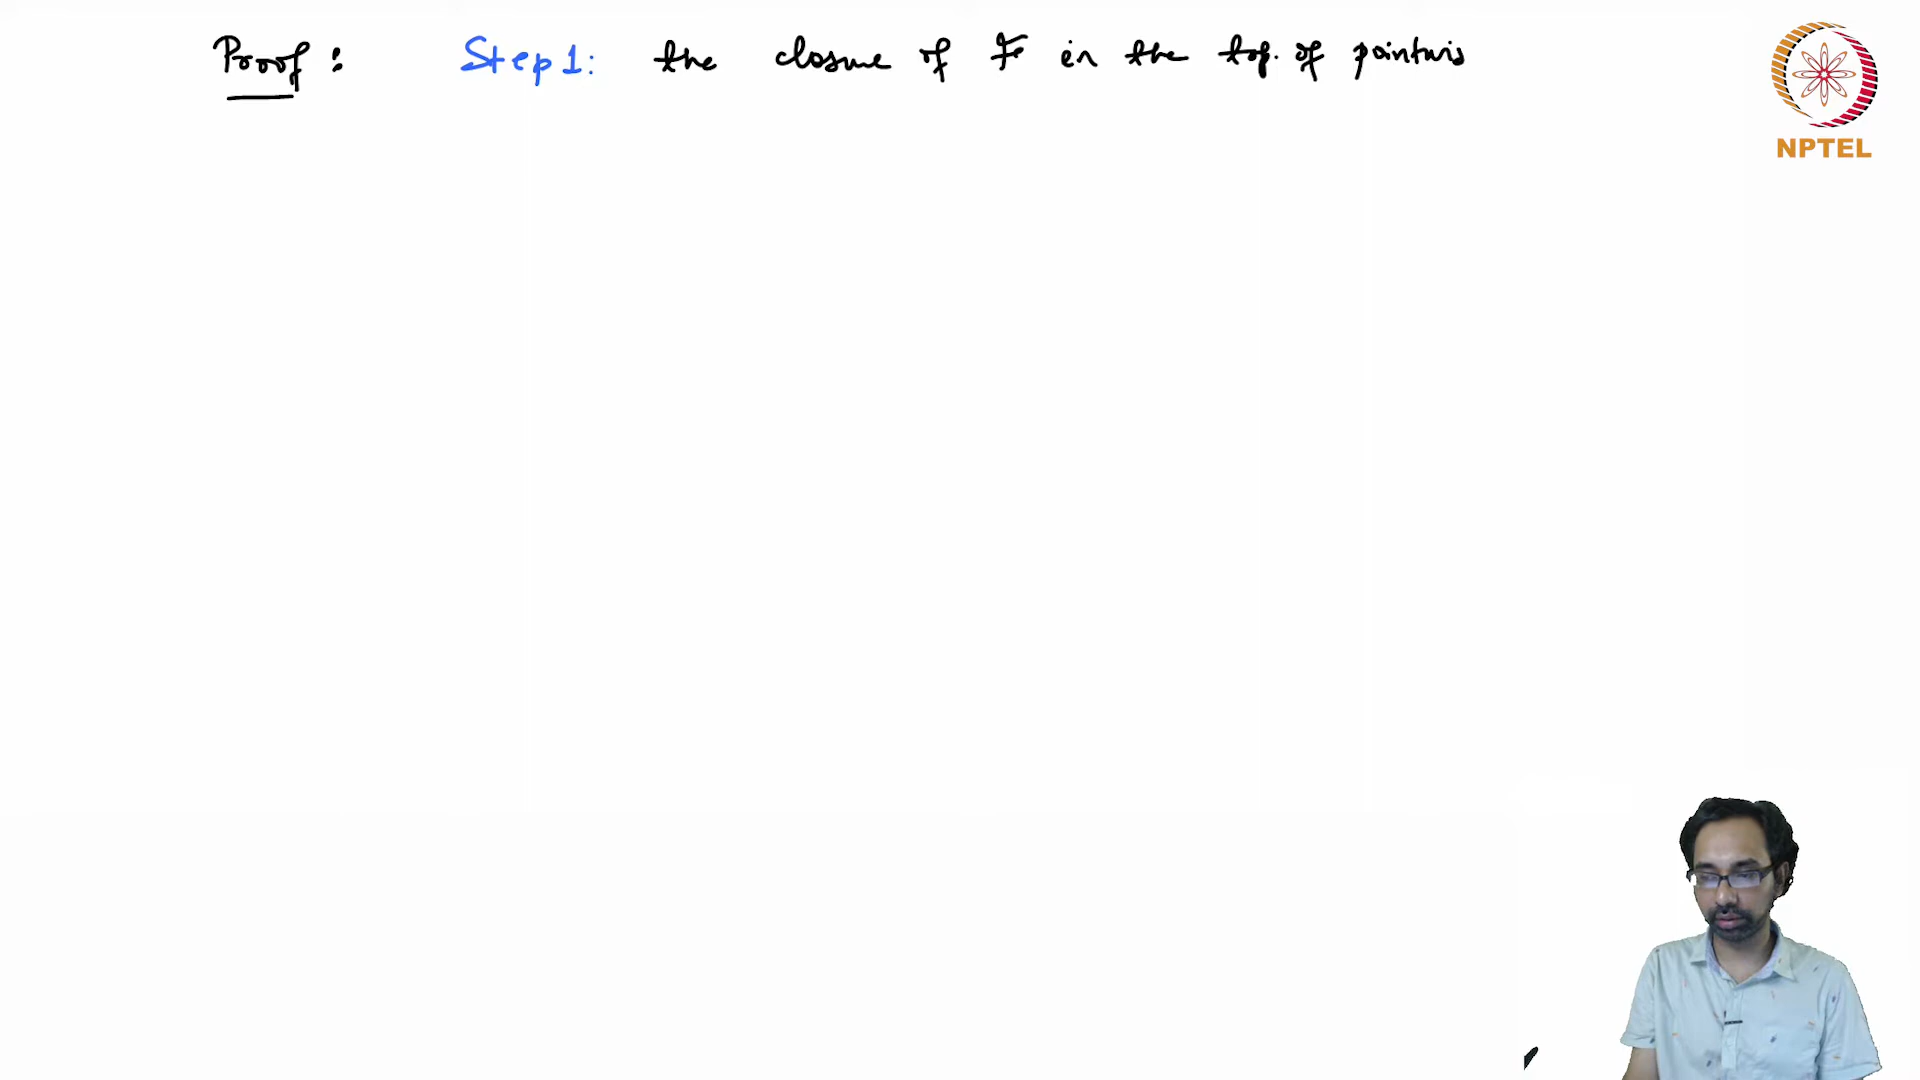 Proof : Step 1: the closure of ℱ in the top. of pointwis
NPTEL